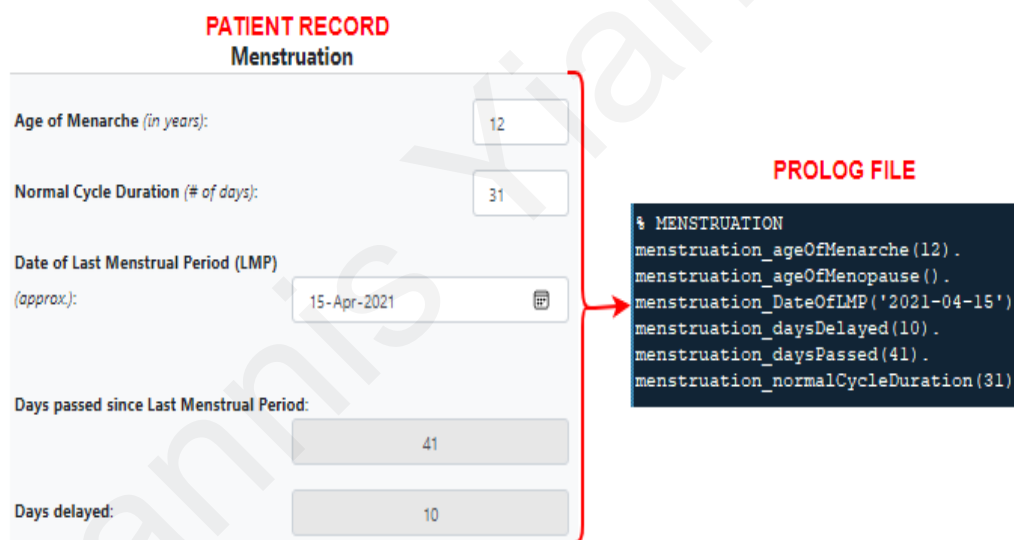 PATIENT RECORD
Menstruation
Age of Menarche (in years):
12
Normal Cycle Duration (# of days):
31
Date of Last Menstrual Period (LMP)
(approx.):
15-Apr-2021
Days passed since Last Menstrual Period:
41
Days delayed:
10
PROLOG FILE
% MENSTRUATION
menstruation_ageOfMenarche(12).
menstruation_ageOfMenopause().
menstruation_DateOfLMP('2021-04-15')
menstruation_daysDelayed(10).
menstruation_daysPassed(41).
menstruation_normalCycleDuration(31)